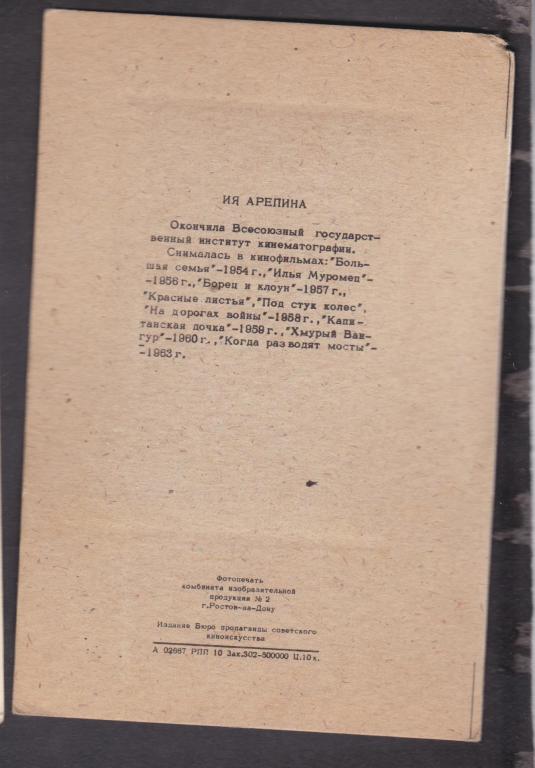 ИЯ АРЕПИНА
Окончила Всесоюзный государст-
венный институт кинематографии.
Снималась в кинофильмах:"Боль-
шая семья"-1954 г.,"Илья Муромец"-
-1956 г.,"Борец и клоун"-1957 г.,
"Красные листья","Под стук колес",
"На дорогах войны"-1958 г.,"Капи-
танская дочка"-1959 г.,"Хмурый Ван-
гур"-1960 г.,"Когда разводят мосты"-
-1963 г.
Фотопечать
комбината изобразительной
продукции № 2
г.Ростов-на-Дону
Издание Бюро пропаганды советского
киноискусства
А 02667 РПП 10 Зак.302-500000 Ц.10 к.